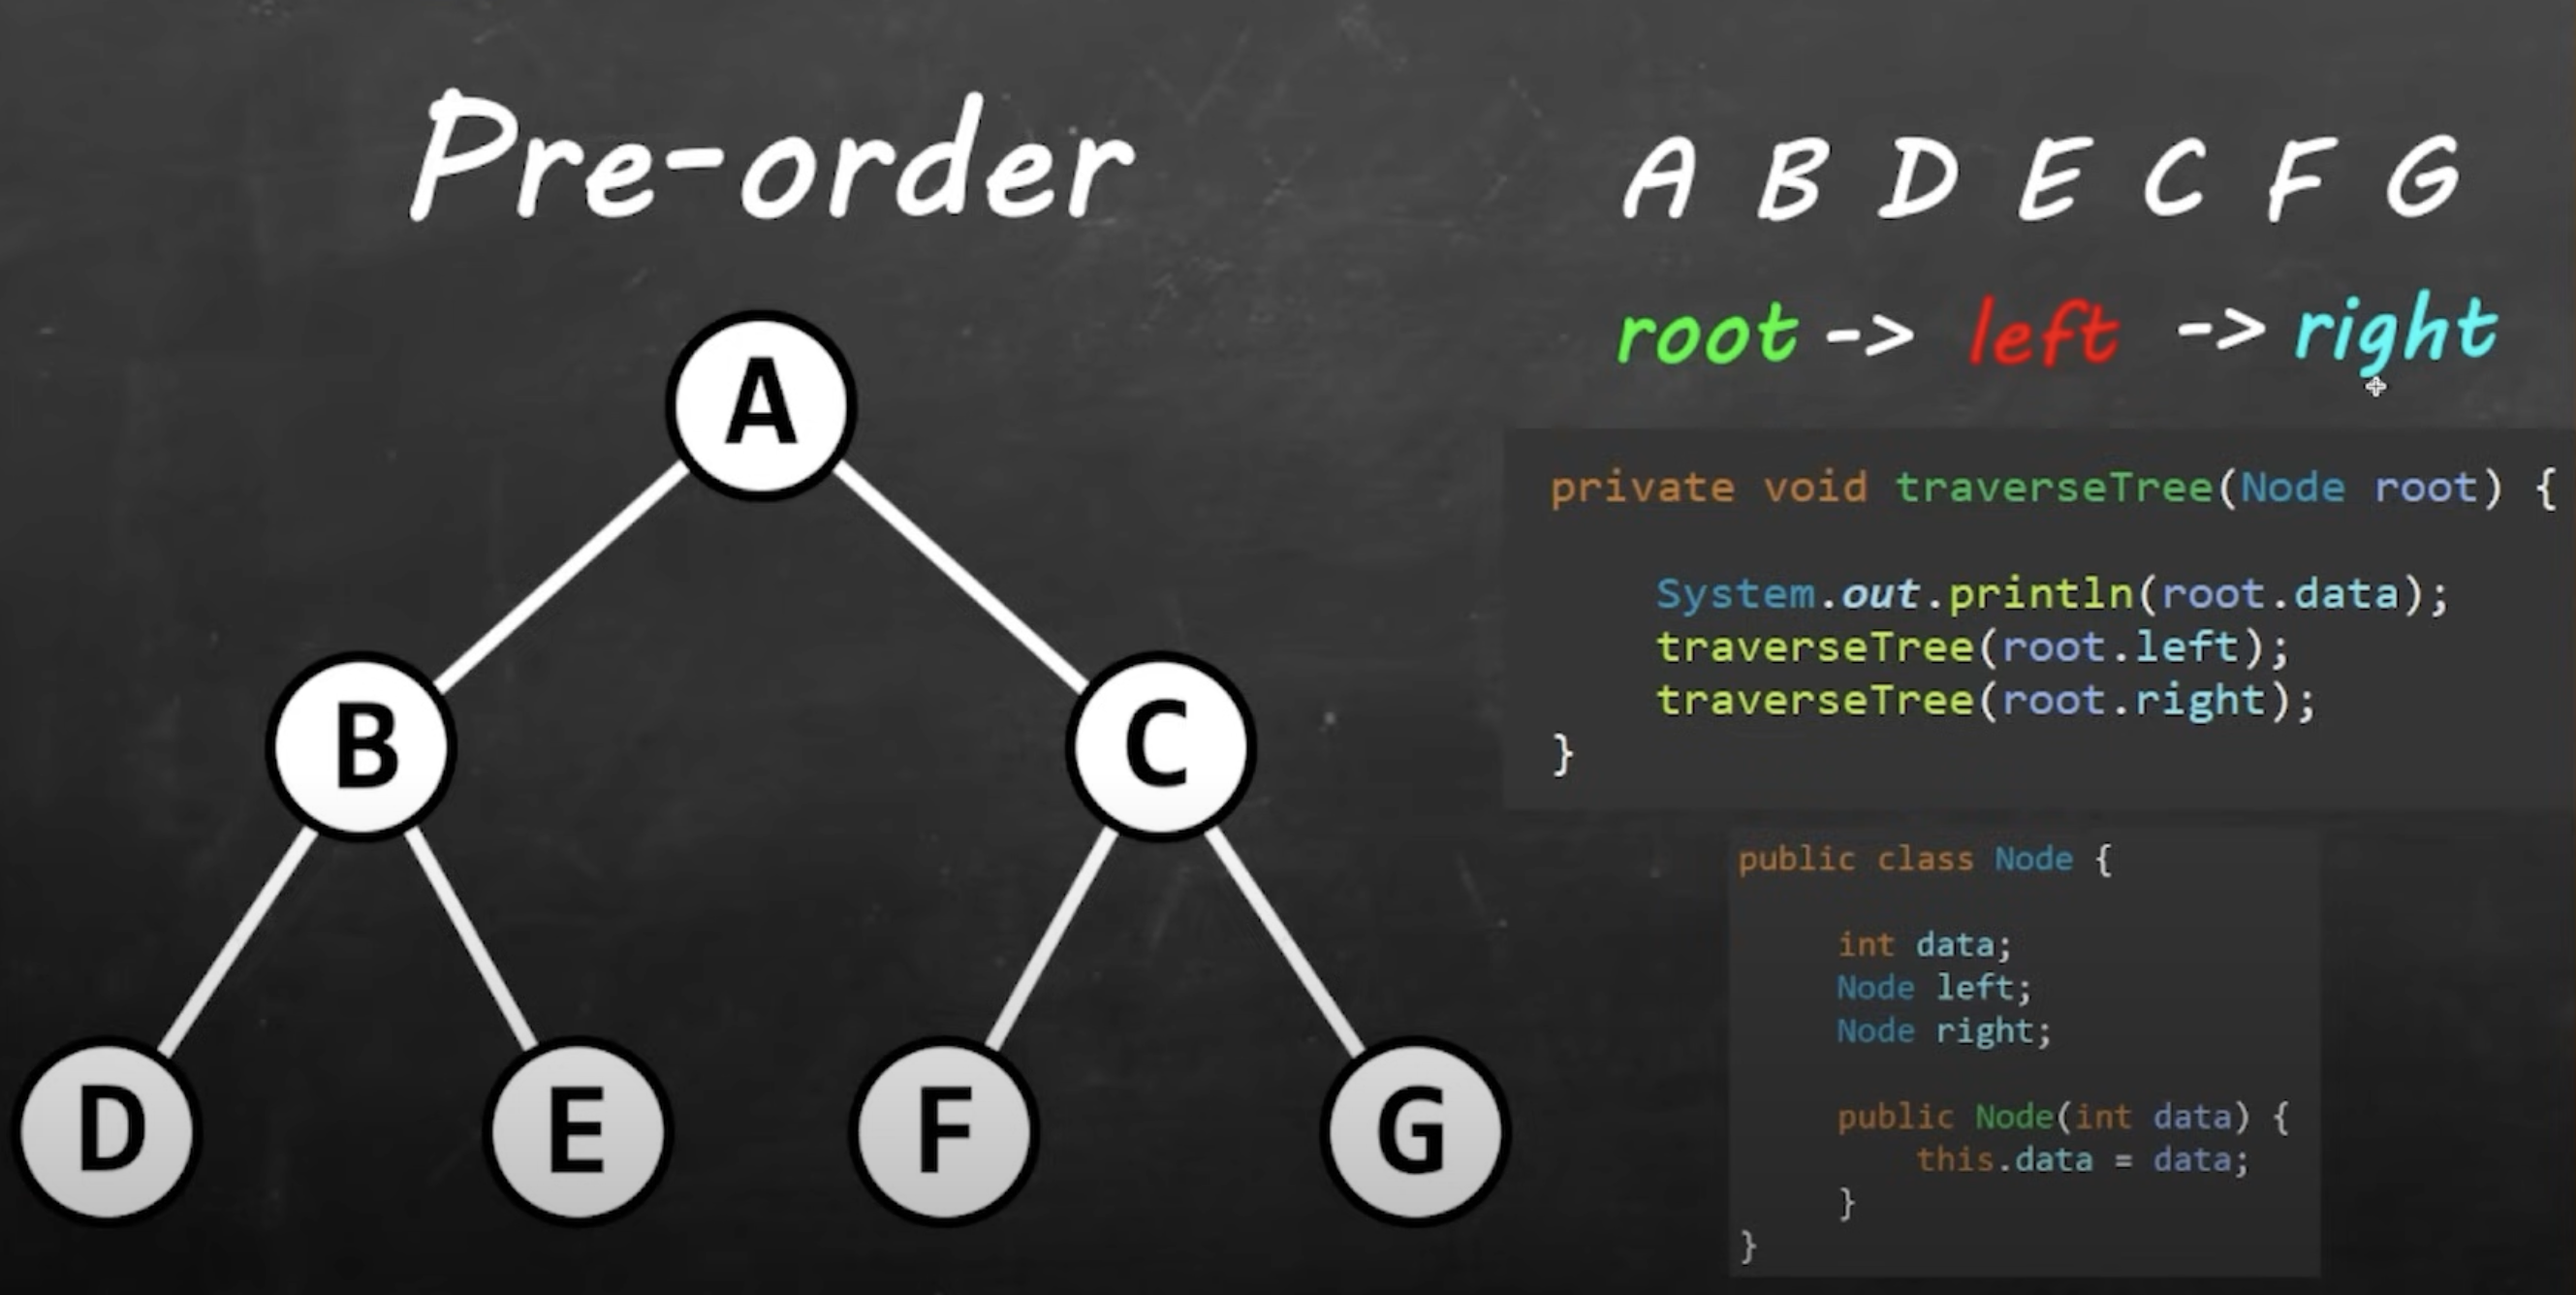 Pre-order
A B D E C F G
root -> left -> right
A
B
C
D
E
F
G
private void traverseTree(Node root) {
System.out.println(root.data);
traverseTree(root.left);
traverseTree(root.right);
}
public class Node {
int data;
Node left;
Node right;
public Node(int data) {
this.data = data;
}
}